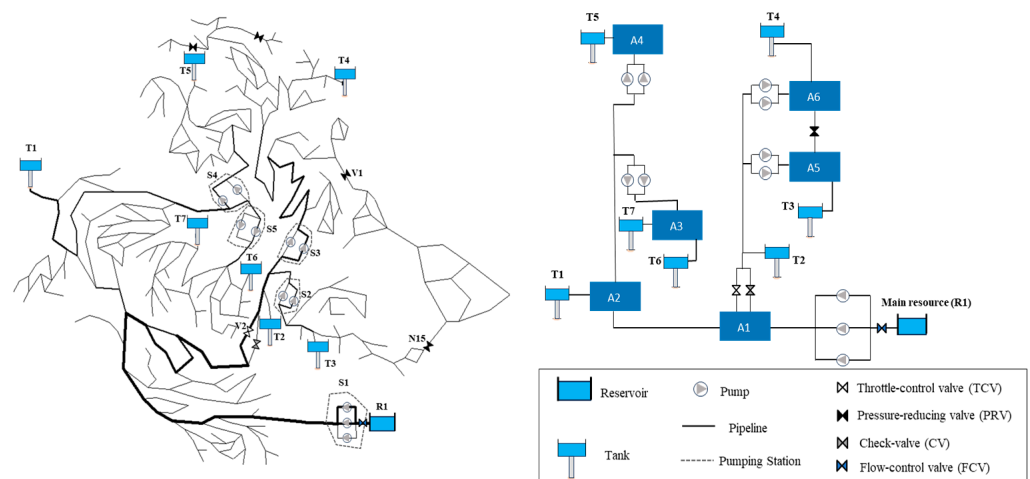 T5
T4
T1
V1
S4
T7
S5
S3
T6
S2
V2
T2
N15
T3
S1
R1
T5
A4
T4
A6
A5
T3
T7
A3
T6
T2
T1
A2
A1
Main resource (R1)
Reservoir
Pump
Throttle-control valve (TCV)
Pipeline
Pressure-reducing valve (PRV)
Check-valve (CV)
Tank
Pumping Station
Flow-control valve (FCV)